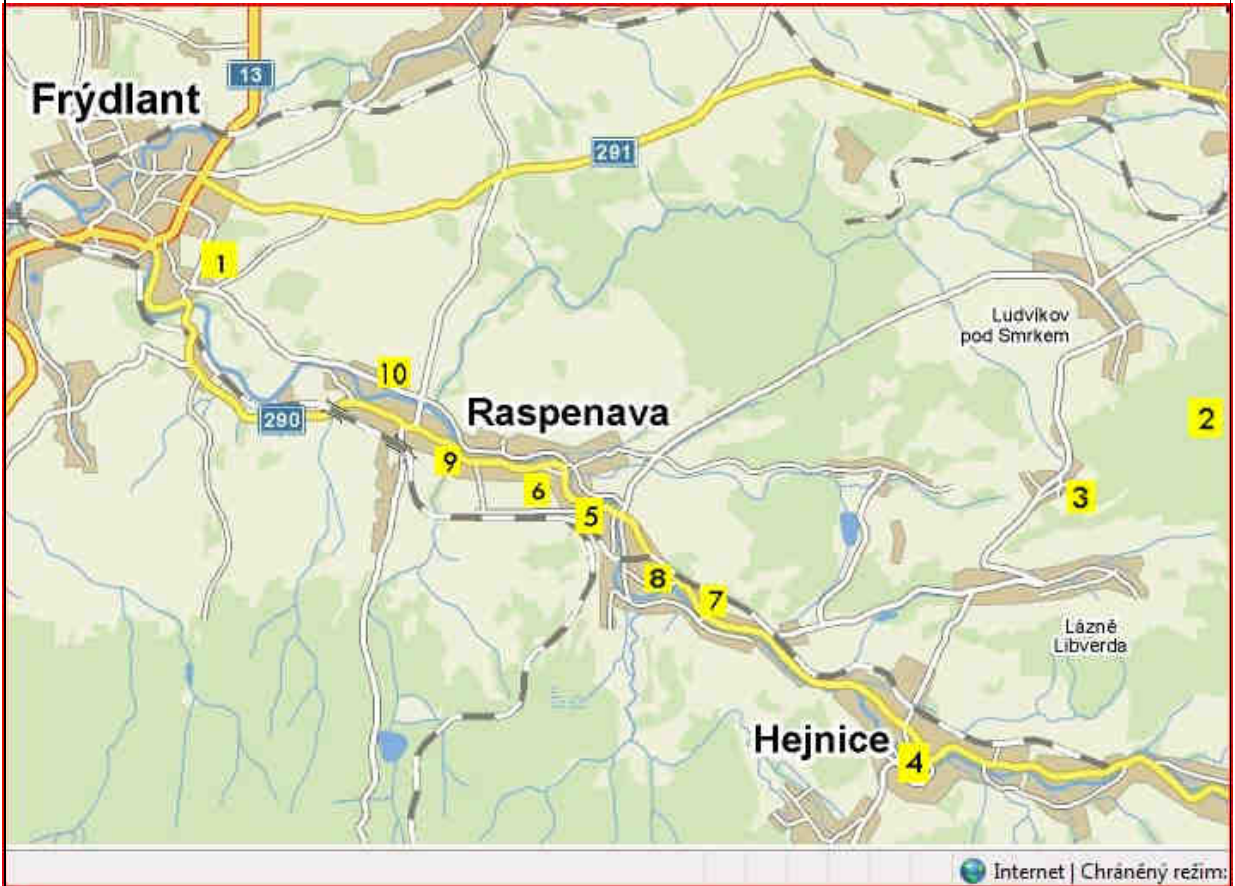 13
Frýdlant
291
1
Ludvíkov
pod Smrkem
10
2
Raspenava
290
9
6
3
5
8
7
Lázně
Libverda
Hejnice
4
Internet | Chráněný režim: